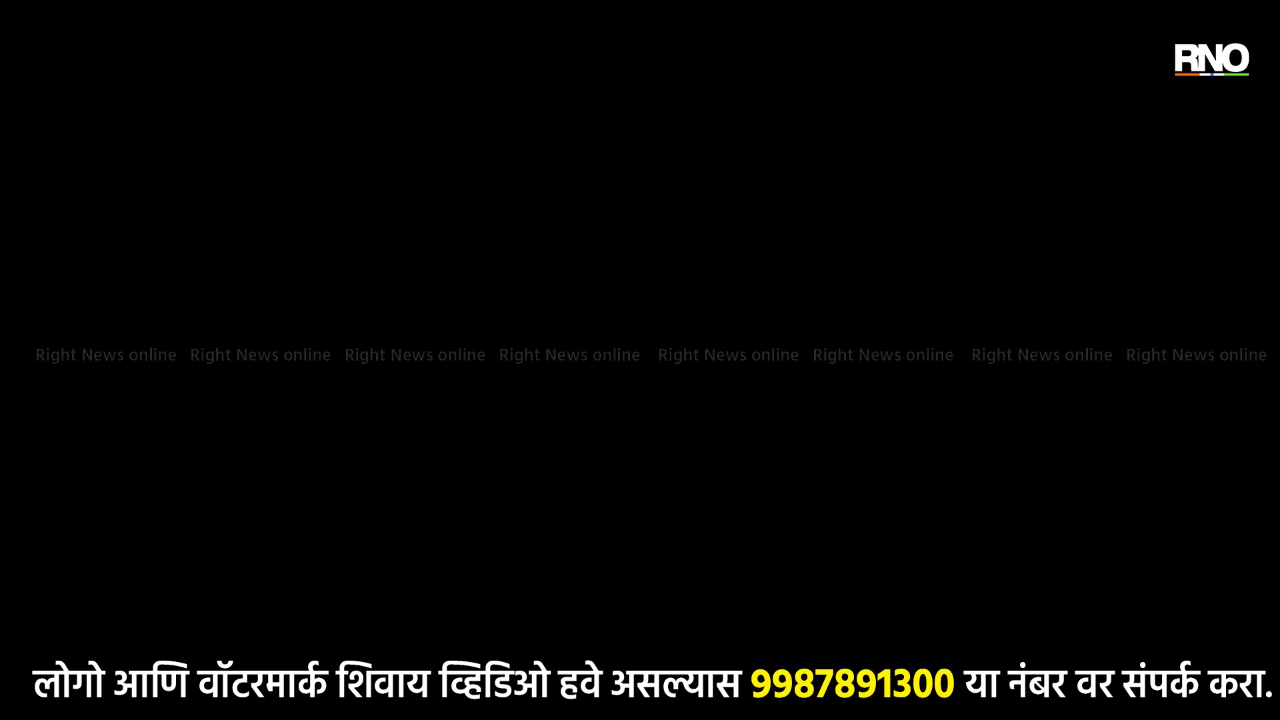 RNO
Right News online Right News online Right News online Right News online Right News online Right News online Right News online Right News online
लोगो आणि वॉटरमार्क शिवाय व्हिडिओ हवे असल्यास 9987891300 या नंबर वर संपर्क करा.